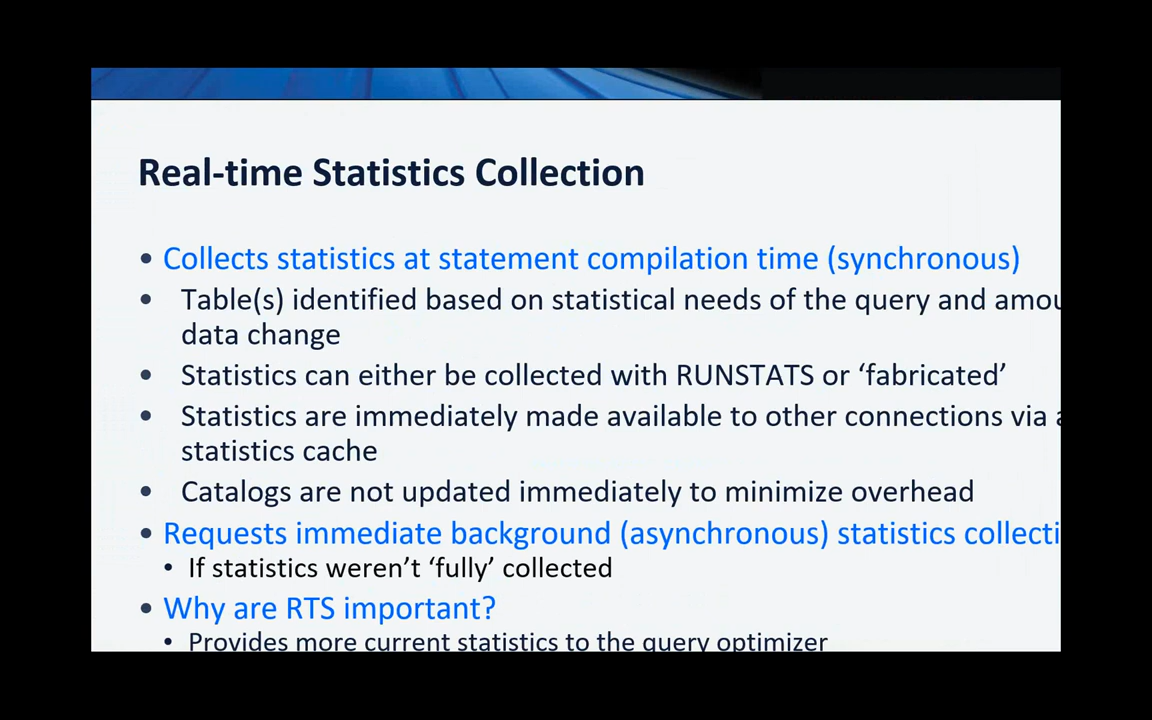 Real-time Statistics Collection
• Collects statistics at statement compilation time (synchronous)
• Table(s) identified based on statistical needs of the query and
data change
• Statistics can either be collected with RUNSTATS or ‘fabricated’
• Statistics are immediately made available to other connections via
statistics cache
• Catalogs are not updated immediately to minimize overhead
• Requests immediate background (asynchronous) statistics
• If statistics weren’t ‘fully’ collected
• Why are RTS important?
• Provides more current statistics to the query optimizer